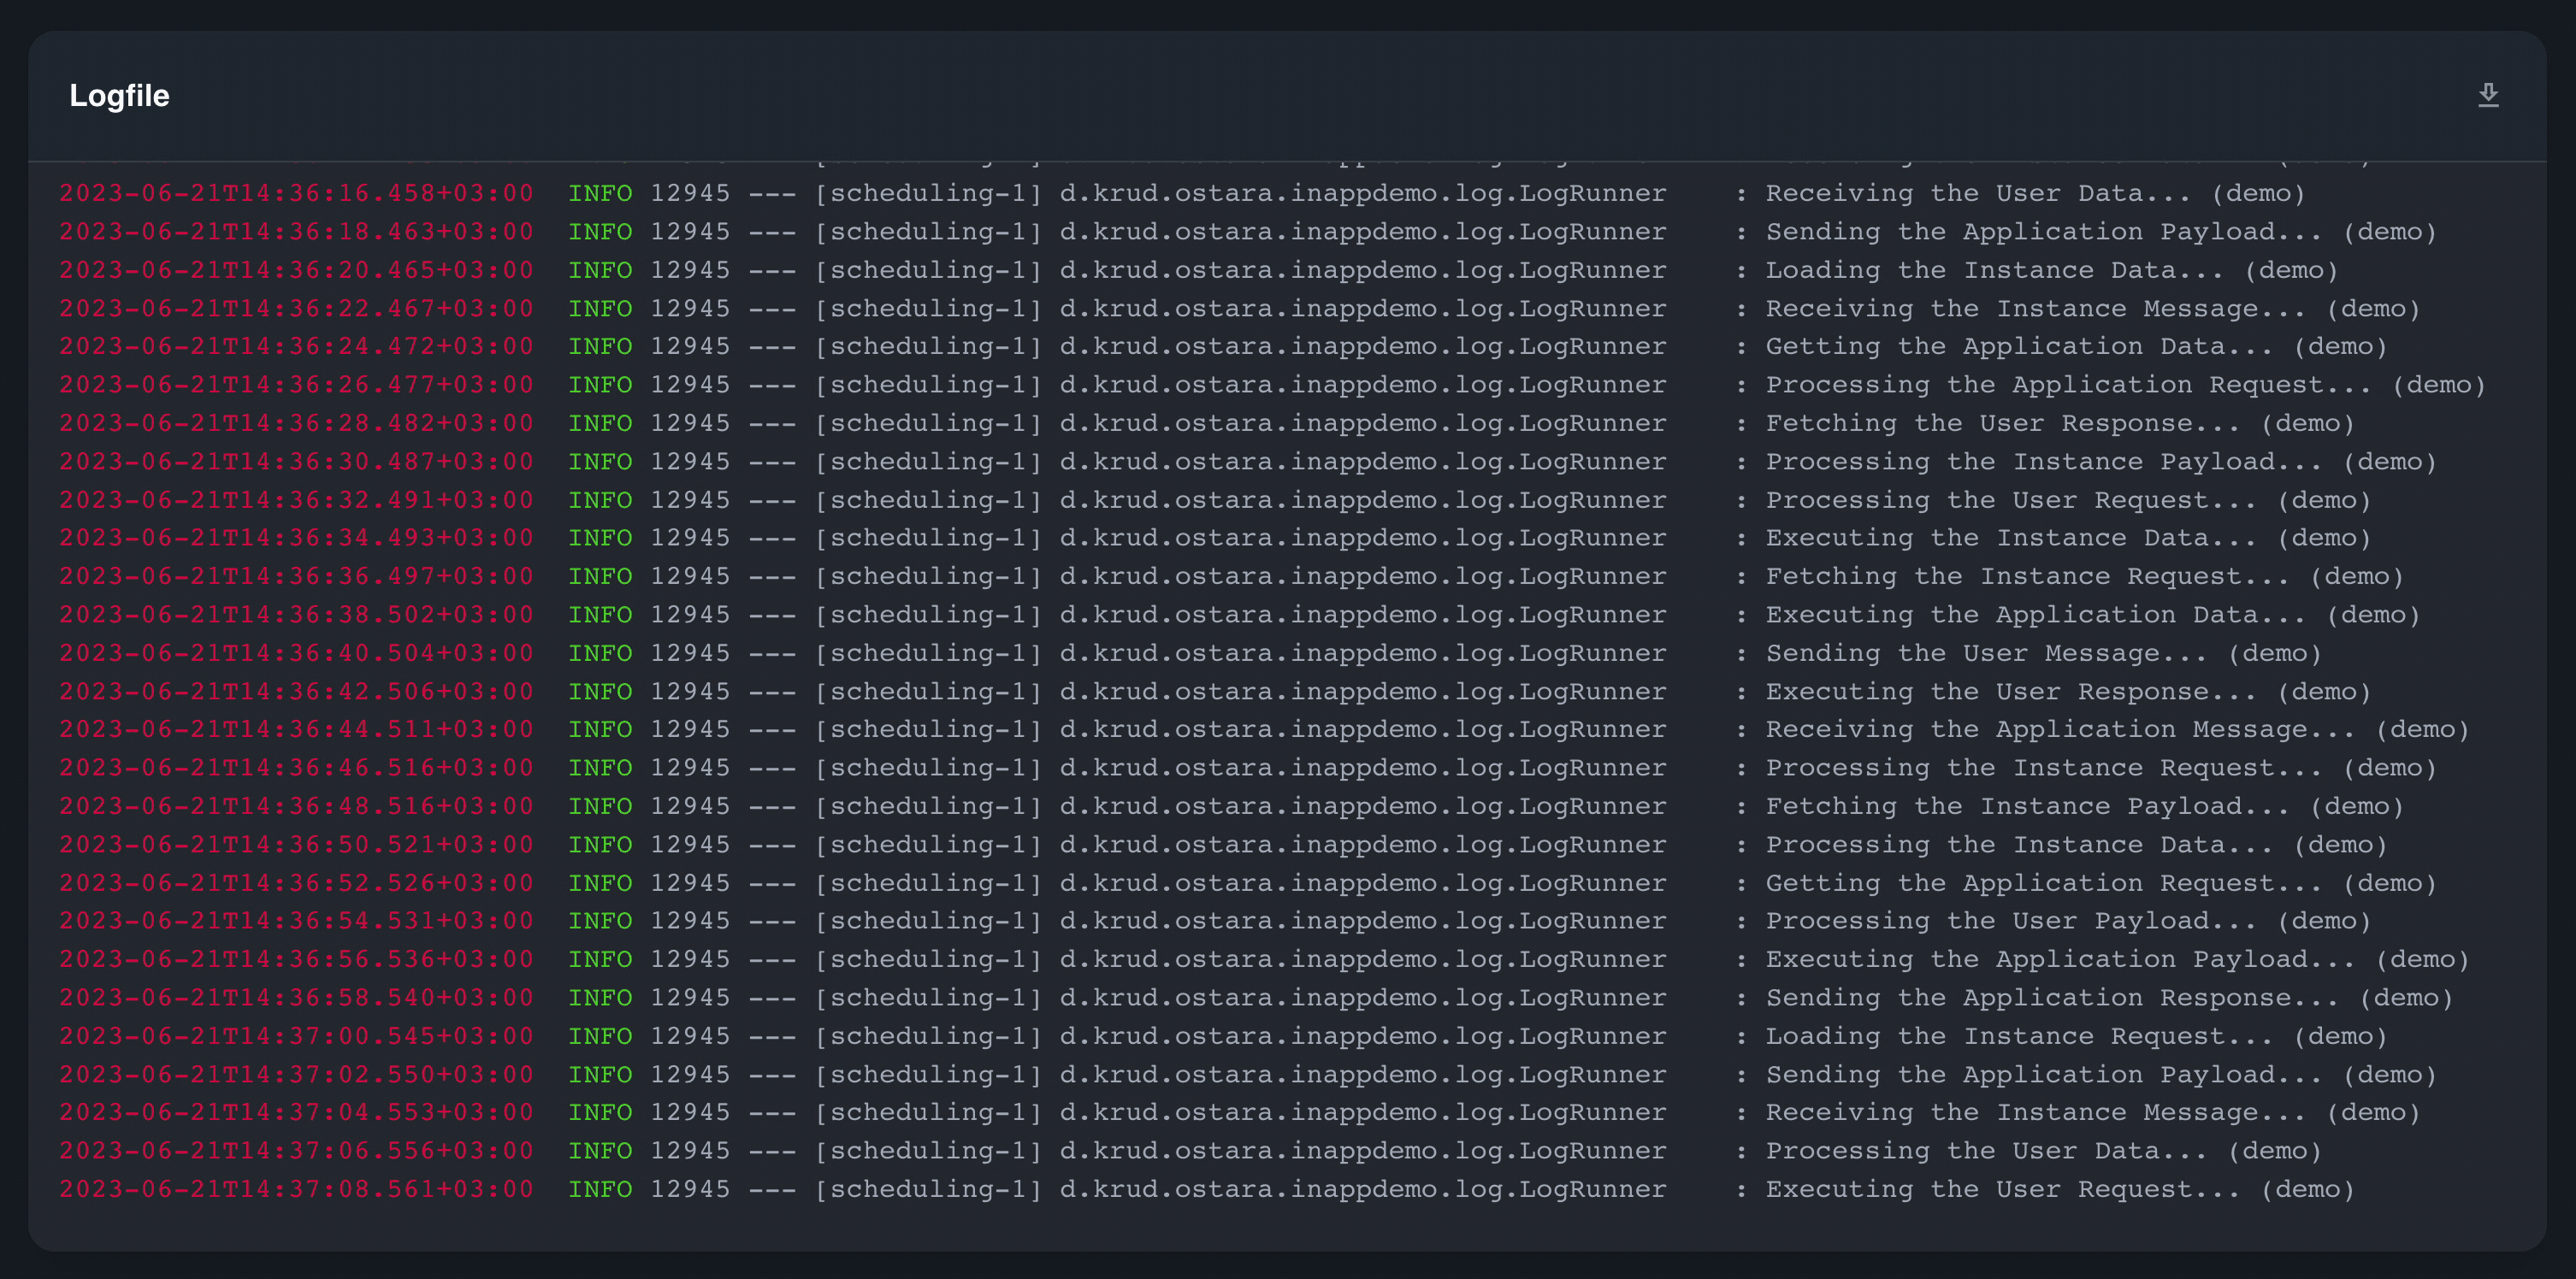 Logfile
2023-06-21T14:36:16.458+03:00  INFO 12945 --- [scheduling-1] d.krud.ostara.inappdemo.log.LogRunner    : Receiving the User Data... (demo)
2023-06-21T14:36:18.463+03:00  INFO 12945 --- [scheduling-1] d.krud.ostara.inappdemo.log.LogRunner    : Sending the Application Payload... (demo)
2023-06-21T14:36:20.465+03:00  INFO 12945 --- [scheduling-1] d.krud.ostara.inappdemo.log.LogRunner    : Loading the Instance Data... (demo)
2023-06-21T14:36:22.467+03:00  INFO 12945 --- [scheduling-1] d.krud.ostara.inappdemo.log.LogRunner    : Receiving the Instance Message... (demo)
2023-06-21T14:36:24.472+03:00  INFO 12945 --- [scheduling-1] d.krud.ostara.inappdemo.log.LogRunner    : Getting the Application Data... (demo)
2023-06-21T14:36:26.477+03:00  INFO 12945 --- [scheduling-1] d.krud.ostara.inappdemo.log.LogRunner    : Processing the Application Request... (demo)
2023-06-21T14:36:28.482+03:00  INFO 12945 --- [scheduling-1] d.krud.ostara.inappdemo.log.LogRunner    : Fetching the User Response... (demo)
2023-06-21T14:36:30.487+03:00  INFO 12945 --- [scheduling-1] d.krud.ostara.inappdemo.log.LogRunner    : Processing the Instance Payload... (demo)
2023-06-21T14:36:32.491+03:00  INFO 12945 --- [scheduling-1] d.krud.ostara.inappdemo.log.LogRunner    : Processing the User Request... (demo)
2023-06-21T14:36:34.493+03:00  INFO 12945 --- [scheduling-1] d.krud.ostara.inappdemo.log.LogRunner    : Executing the Instance Data... (demo)
2023-06-21T14:36:36.497+03:00  INFO 12945 --- [scheduling-1] d.krud.ostara.inappdemo.log.LogRunner    : Fetching the Instance Request... (demo)
2023-06-21T14:36:38.502+03:00  INFO 12945 --- [scheduling-1] d.krud.ostara.inappdemo.log.LogRunner    : Executing the Application Data... (demo)
2023-06-21T14:36:40.504+03:00  INFO 12945 --- [scheduling-1] d.krud.ostara.inappdemo.log.LogRunner    : Sending the User Message... (demo)
2023-06-21T14:36:42.506+03:00  INFO 12945 --- [scheduling-1] d.krud.ostara.inappdemo.log.LogRunner    : Executing the User Response... (demo)
2023-06-21T14:36:44.511+03:00  INFO 12945 --- [scheduling-1] d.krud.ostara.inappdemo.log.LogRunner    : Receiving the Application Message... (demo)
2023-06-21T14:36:46.516+03:00  INFO 12945 --- [scheduling-1] d.krud.ostara.inappdemo.log.LogRunner    : Processing the Instance Request... (demo)
2023-06-21T14:36:48.516+03:00  INFO 12945 --- [scheduling-1] d.krud.ostara.inappdemo.log.LogRunner    : Fetching the Instance Payload... (demo)
2023-06-21T14:36:50.521+03:00  INFO 12945 --- [scheduling-1] d.krud.ostara.inappdemo.log.LogRunner    : Processing the Instance Data... (demo)
2023-06-21T14:36:52.526+03:00  INFO 12945 --- [scheduling-1] d.krud.ostara.inappdemo.log.LogRunner    : Getting the Application Request... (demo)
2023-06-21T14:36:54.531+03:00  INFO 12945 --- [scheduling-1] d.krud.ostara.inappdemo.log.LogRunner    : Processing the User Payload... (demo)
2023-06-21T14:36:56.536+03:00  INFO 12945 --- [scheduling-1] d.krud.ostara.inappdemo.log.LogRunner    : Executing the Application Payload... (demo)
2023-06-21T14:36:58.540+03:00  INFO 12945 --- [scheduling-1] d.krud.ostara.inappdemo.log.LogRunner    : Sending the Application Response... (demo)
2023-06-21T14:37:00.545+03:00  INFO 12945 --- [scheduling-1] d.krud.ostara.inappdemo.log.LogRunner    : Loading the Instance Request... (demo)
2023-06-21T14:37:02.550+03:00  INFO 12945 --- [scheduling-1] d.krud.ostara.inappdemo.log.LogRunner    : Sending the Application Payload... (demo)
2023-06-21T14:37:04.553+03:00  INFO 12945 --- [scheduling-1] d.krud.ostara.inappdemo.log.LogRunner    : Receiving the Instance Message... (demo)
2023-06-21T14:37:06.556+03:00  INFO 12945 --- [scheduling-1] d.krud.ostara.inappdemo.log.LogRunner    : Processing the User Data... (demo)
2023-06-21T14:37:08.561+03:00  INFO 12945 --- [scheduling-1] d.krud.ostara.inappdemo.log.LogRunner    : Executing the User Request... (demo)